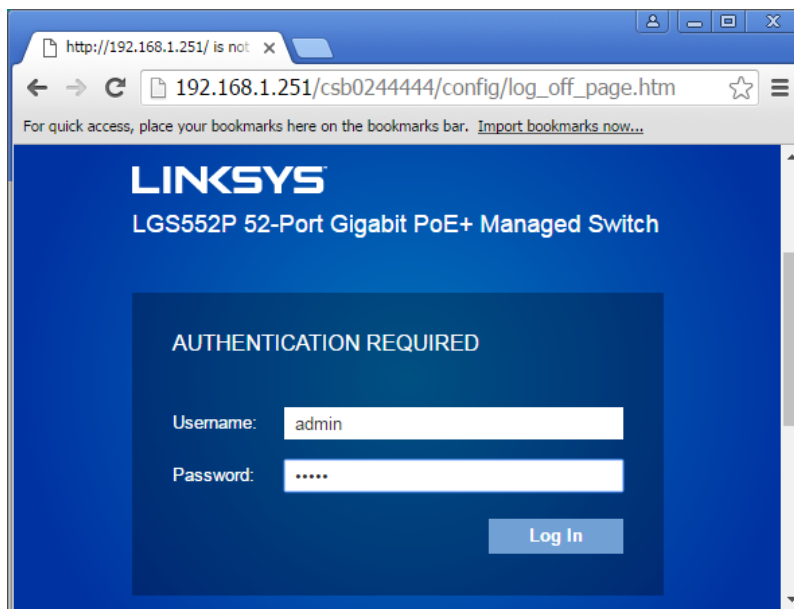 http://192.168.1.251/ is not
192.168.1.251/csb0244444/config/log_off_page.htm
For quick access, place your bookmarks here on the bookmarks bar. Import bookmarks now...
LINKSYS
LGS552P 52-Port Gigabit PoE+ Managed Switch
AUTHENTICATION REQUIRED
Username: admin
Password: •••••
Log In